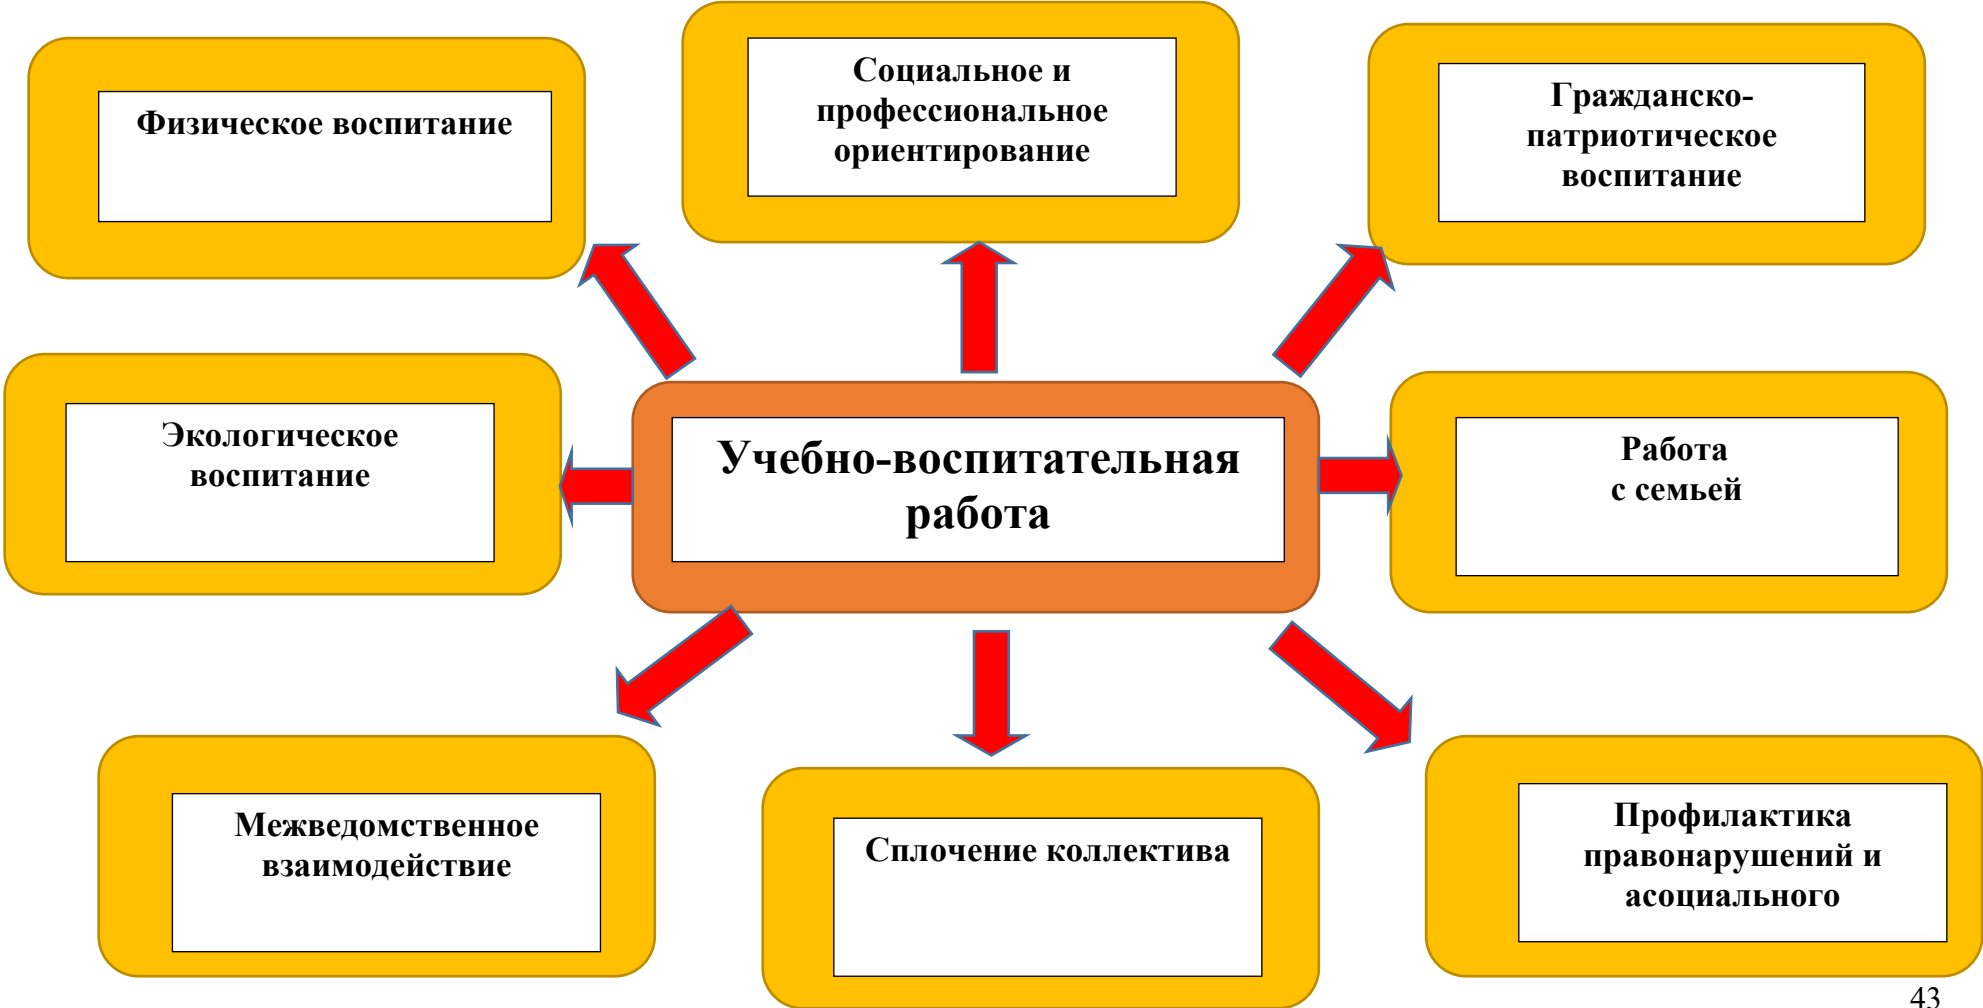 Физическое воспитание
Социальное и
профессиональное
ориентирование
Гражданско-
патриотическое
воспитание
Экологическое
воспитание
Учебно-воспитательная
работа
Работа
с семьей
Межведомственное
взаимодействие
Сплочение коллектива
Профилактика
правонарушений и
асоциального
43